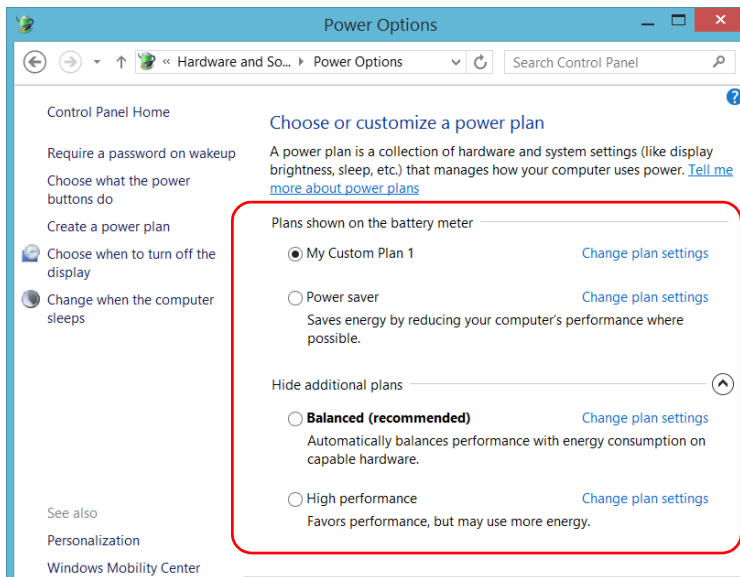 Power Options
« Hardware and So... Power Options
Search Control Panel
Control Panel Home
Require a password on wakeup
Choose what the power
buttons do
Create a power plan
Choose when to turn off the
display
Change when the computer
sleeps
See also
Personalization
Windows Mobility Center
Choose or customize a power plan
A power plan is a collection of hardware and system settings (like display
brightness, sleep, etc.) that manages how your computer uses power. Tell me
more about power plans
Plans shown on the battery meter
My Custom Plan 1 Change plan settings
Power saver Change plan settings
Saves energy by reducing your computer's performance where
possible.
Hide additional plans
Balanced (recommended) Change plan settings
Automatically balances performance with energy consumption on
capable hardware.
High performance Change plan settings
Favors performance, but may use more energy.